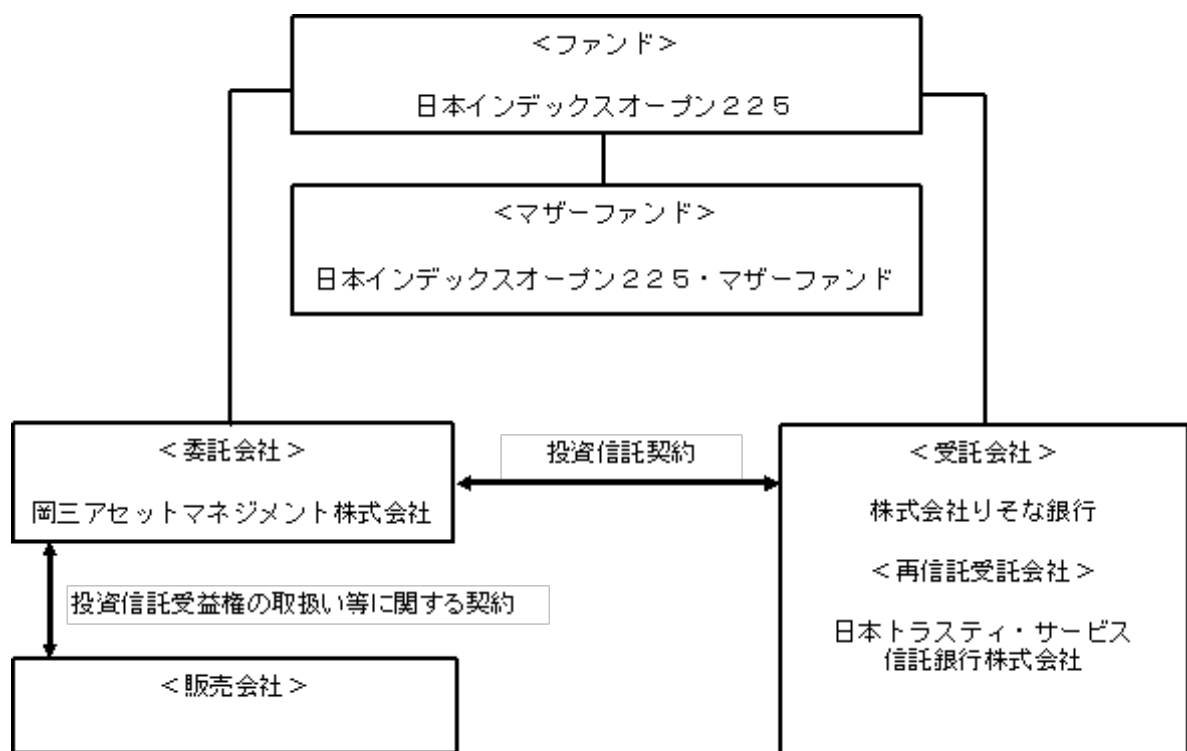 ＜ファンド＞
日本インデックスオープン２２５
＜マザーファンド＞
日本インデックスオープン２２５・マザーファンド
＜委託会社＞
岡三アセットマネジメント株式会社
投資信託契約
＜受託会社＞
株式会社りそな銀行
＜再信託受託会社＞
日本トラスティ・サービス
信託銀行株式会社
投資信託受益権の取扱い等に関する契約
＜販売会社＞